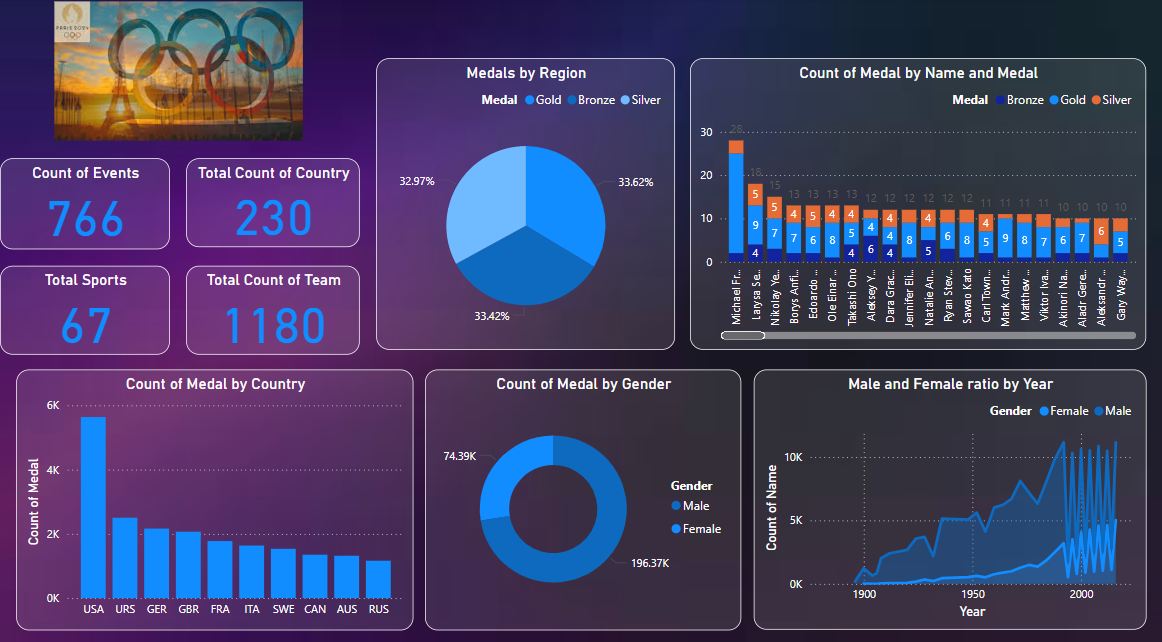 PARIS 2024
Count of Events
766
Total Count of Country
230
Total Sports
67
Total Count of Team
1180
Medals by Region
Medal Gold Bronze Silver
32.97%
33.62%
33.42%
Count of Medal by Name and Medal
Medal Bronze Gold Silver
30
20
10
0
28
18
15
13
13
13
13
12
12
12
12
12
12
11
11
11
11
10
10
10
10
5
9
4
5
7
4
7
5
6
4
8
4
5
4
4
6
4
4
4
8
4
5
6
8
4
5
9
8
7
6
7
6
5
Michael Fr...
Larysa Se...
Nikolay Ye...
Borys Anfi...
Edoardo ...
Ole Einar ...
Takashi Ono
Aleksey Y...
Dara Grac...
Jennifer Eli...
Natalie An...
Ryan Stev...
Sawao Kato
Carl Town...
Mark Andr...
Matthew ...
Viktor Iva...
Akinori Na...
Aladr Gere...
Aleksandr ...
Gary Way...
Count of Medal by Country
Count of Medal
6K
4K
2K
0K
USA URS GER GBR FRA ITA SWE CAN AUS RUS
Count of Medal by Gender
74.39K
196.37K
Gender
Male
Female
Male and Female ratio by Year
Gender Female Male
Count of Name
10K
5K
0K
1900 1950 2000
Year